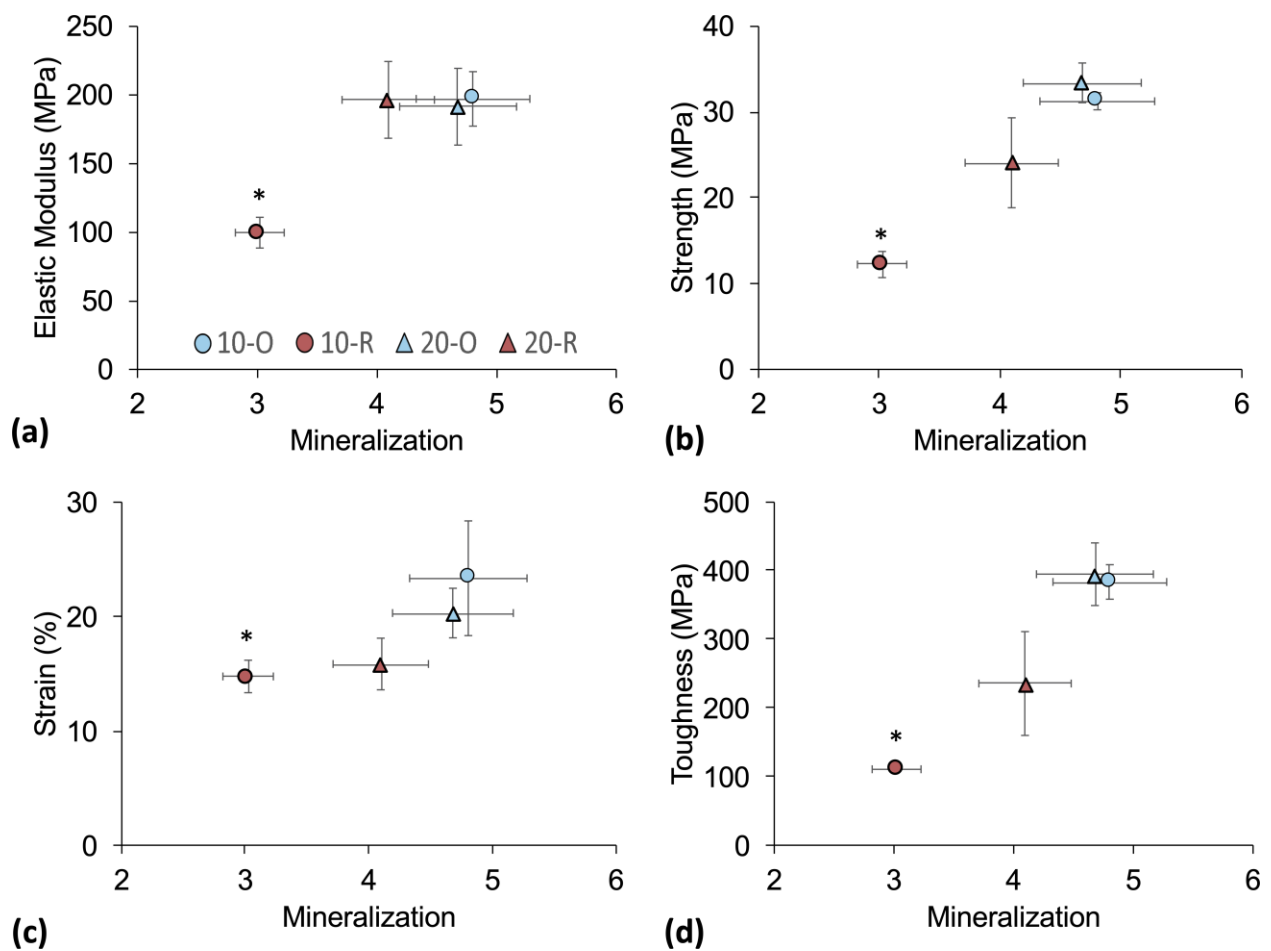 250
200
150
100
50
0
Elastic Modulus (MPa)
*
10-O 10-R 20-O 20-R
2 3 4 5 6
Mineralization
(a)
40
30
20
10
0
Strength (MPa)
*
2 3 4 5 6
Mineralization
(b)
30
20
10
0
Strain (%)
*
2 3 4 5 6
Mineralization
(c)
500
400
300
200
100
0
Toughness (MPa)
*
2 3 4 5 6
Mineralization
(d)